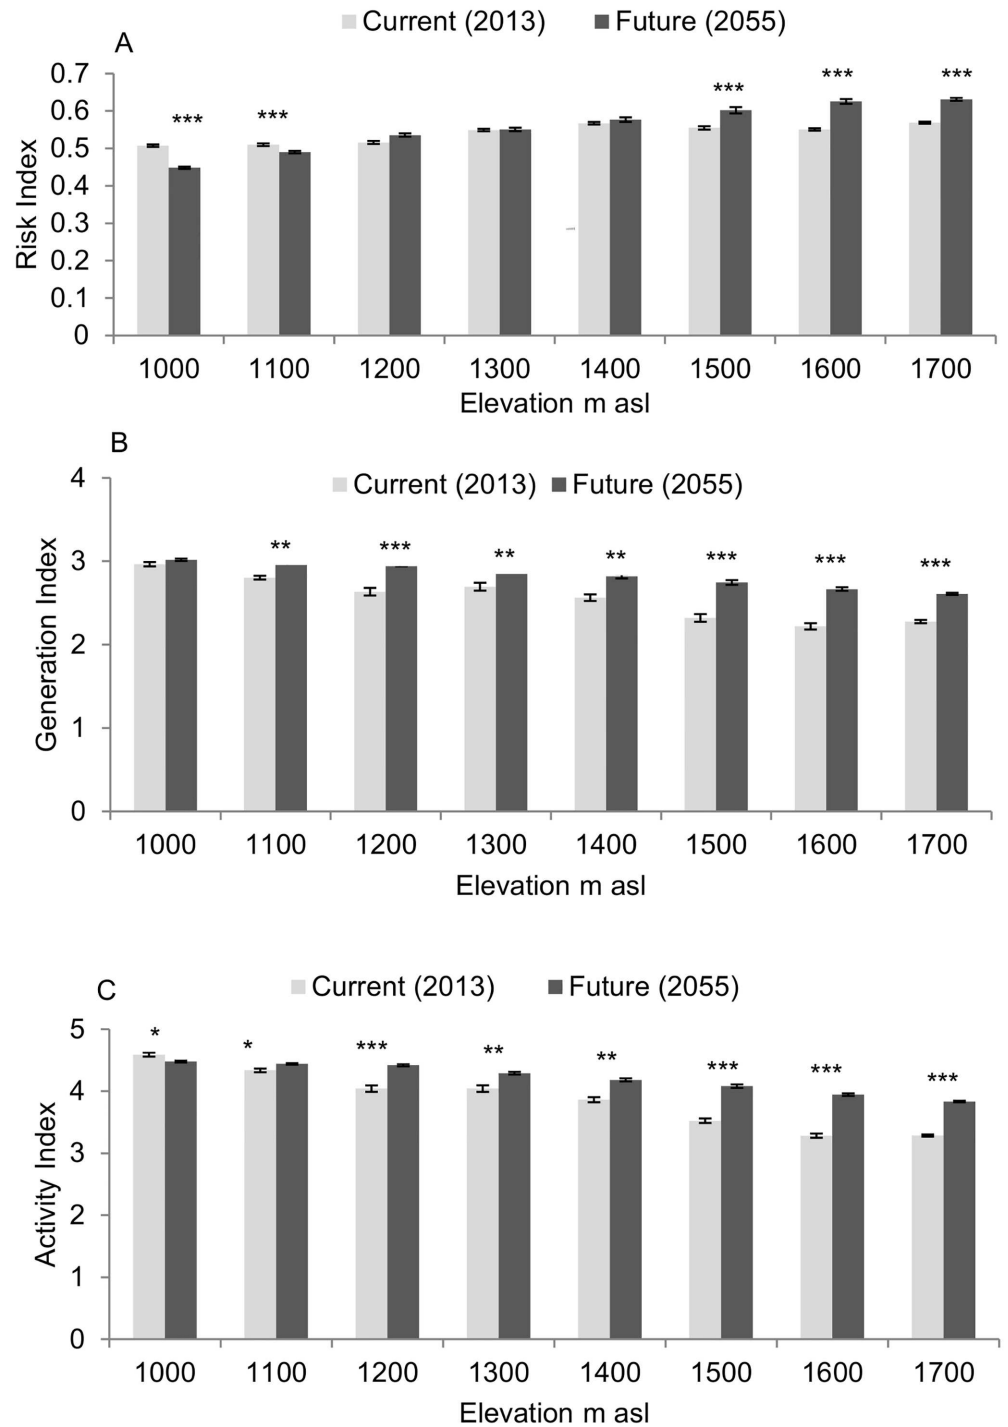 Current (2013) Future (2055)
A
0.7
0.6
0.5
0.4
0.3
0.2
0.1
0
Risk Index
*** *** *** *** ***
1000 1100 1200 1300 1400 1500 1600 1700
Elevation m asl
B
Current (2013) Future (2055)
4
3
2
1
0
Generation Index
** *** ** ** *** *** ***
1000 1100 1200 1300 1400 1500 1600 1700
Elevation m asl
C
Current (2013) Future (2055)
5
4
3
2
1
0
Activity Index
* * *** ** ** *** *** ***
1000 1100 1200 1300 1400 1500 1600 1700
Elevation m asl